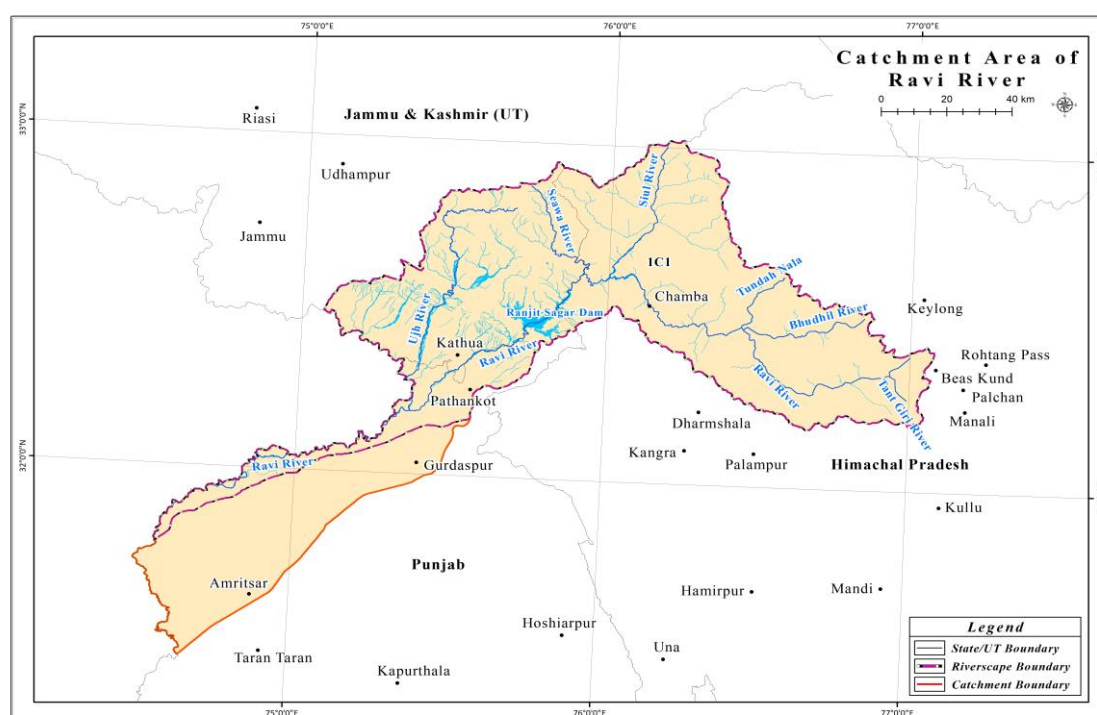 75°0'0"E
76°0'0"E
77°0'0"E
Catchment Area of
Ravi River
0 10 20 40 km
33°0'0"N
Riasi
Jammu & Kashmir (UT)
Udhampur
Jammu
Seawa River
Siul River
1C1
Tundah Nala
Chamba
Bhudhil River
Keylong
Ujh River
Ranjit Sagar Dam
Kathua
Ravi River
Pathankot
Ravi River
Tant Giri River
Rohtang Pass
Beas Kund
Palchan
Manali
Dharmshala
Kangra
Palampur
Himachal Pradesh
32°0'0"N
Ravi River
Gurdaspur
Kullu
Punjab
Amritsar
Hamirpur
Mandi
Hoshiarpur
Una
Taran Taran
Kapurthala
Legend
State/UT Boundary
Riverscape Boundary
Catchment Boundary
75°0'0"E
76°0'0"E
77°0'0"E